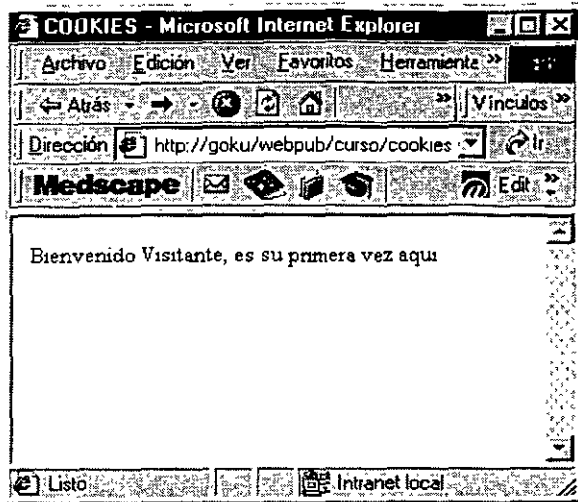 COOKIES - Microsoft Internet Explorer
Archivo Edición Ver Favoritos Herramienta »
Atrás » Vínculos »
Dirección http://goku/webpub/curso/cookies Ir
Medscape Edit »
Bienvenido Visitante, es su primera vez aqui
Listo Intranet local